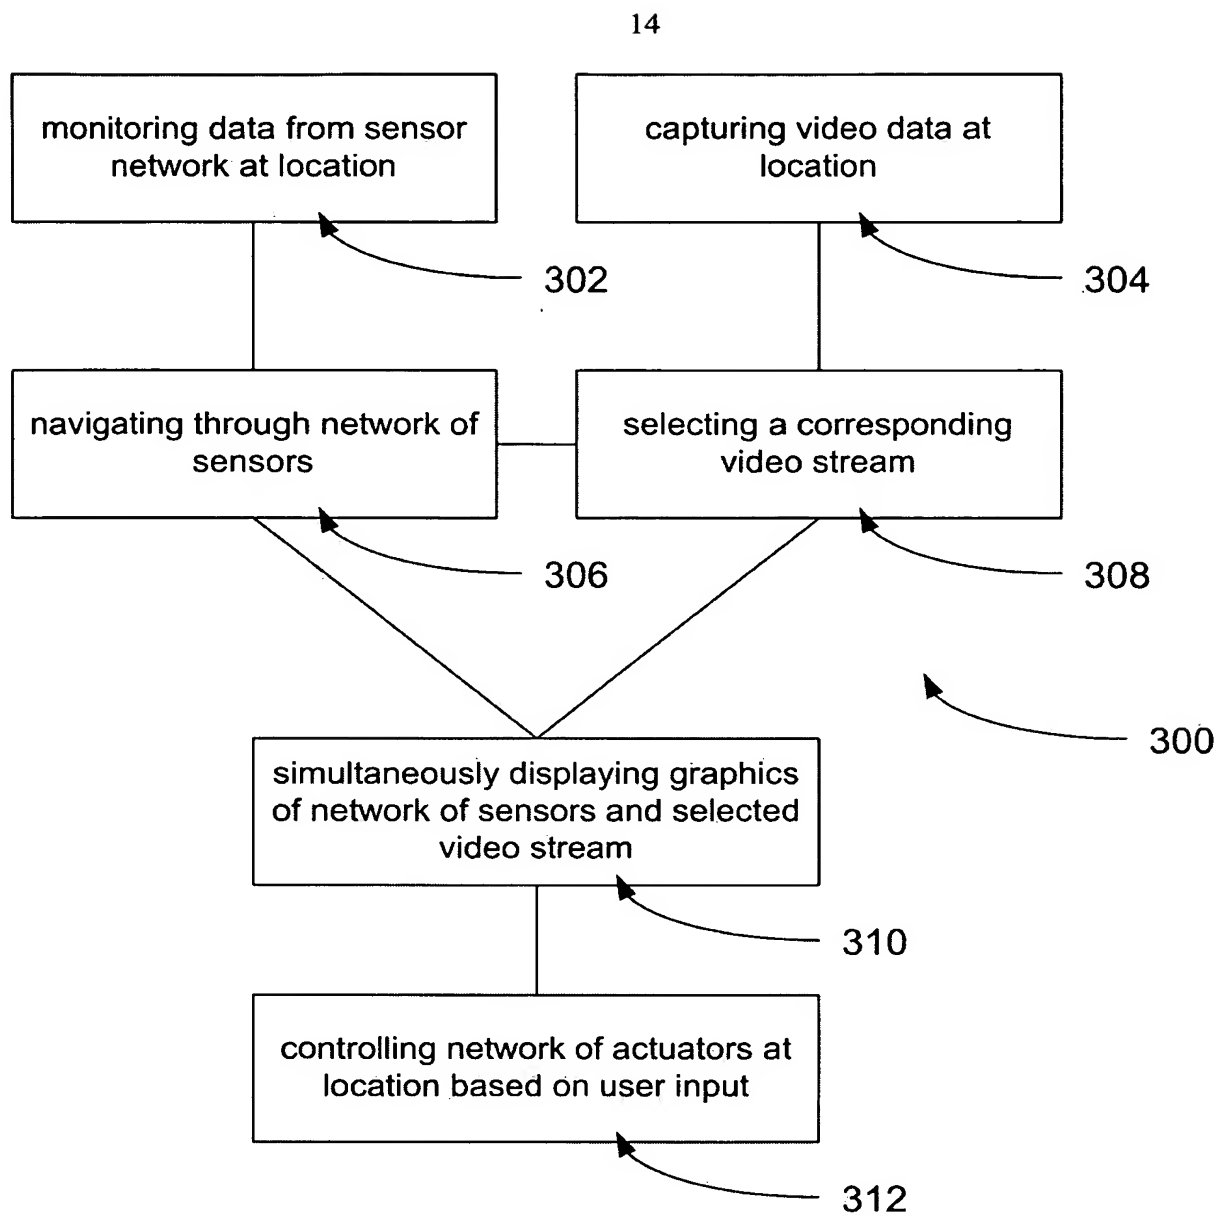 14
monitoring data from sensor
network at location
capturing video data at
location
302
304
navigating through network of
sensors
selecting a corresponding
video stream
306
308
300
simultaneously displaying graphics
of network of sensors and selected
video stream
310
controlling network of actuators at
location based on user input
312